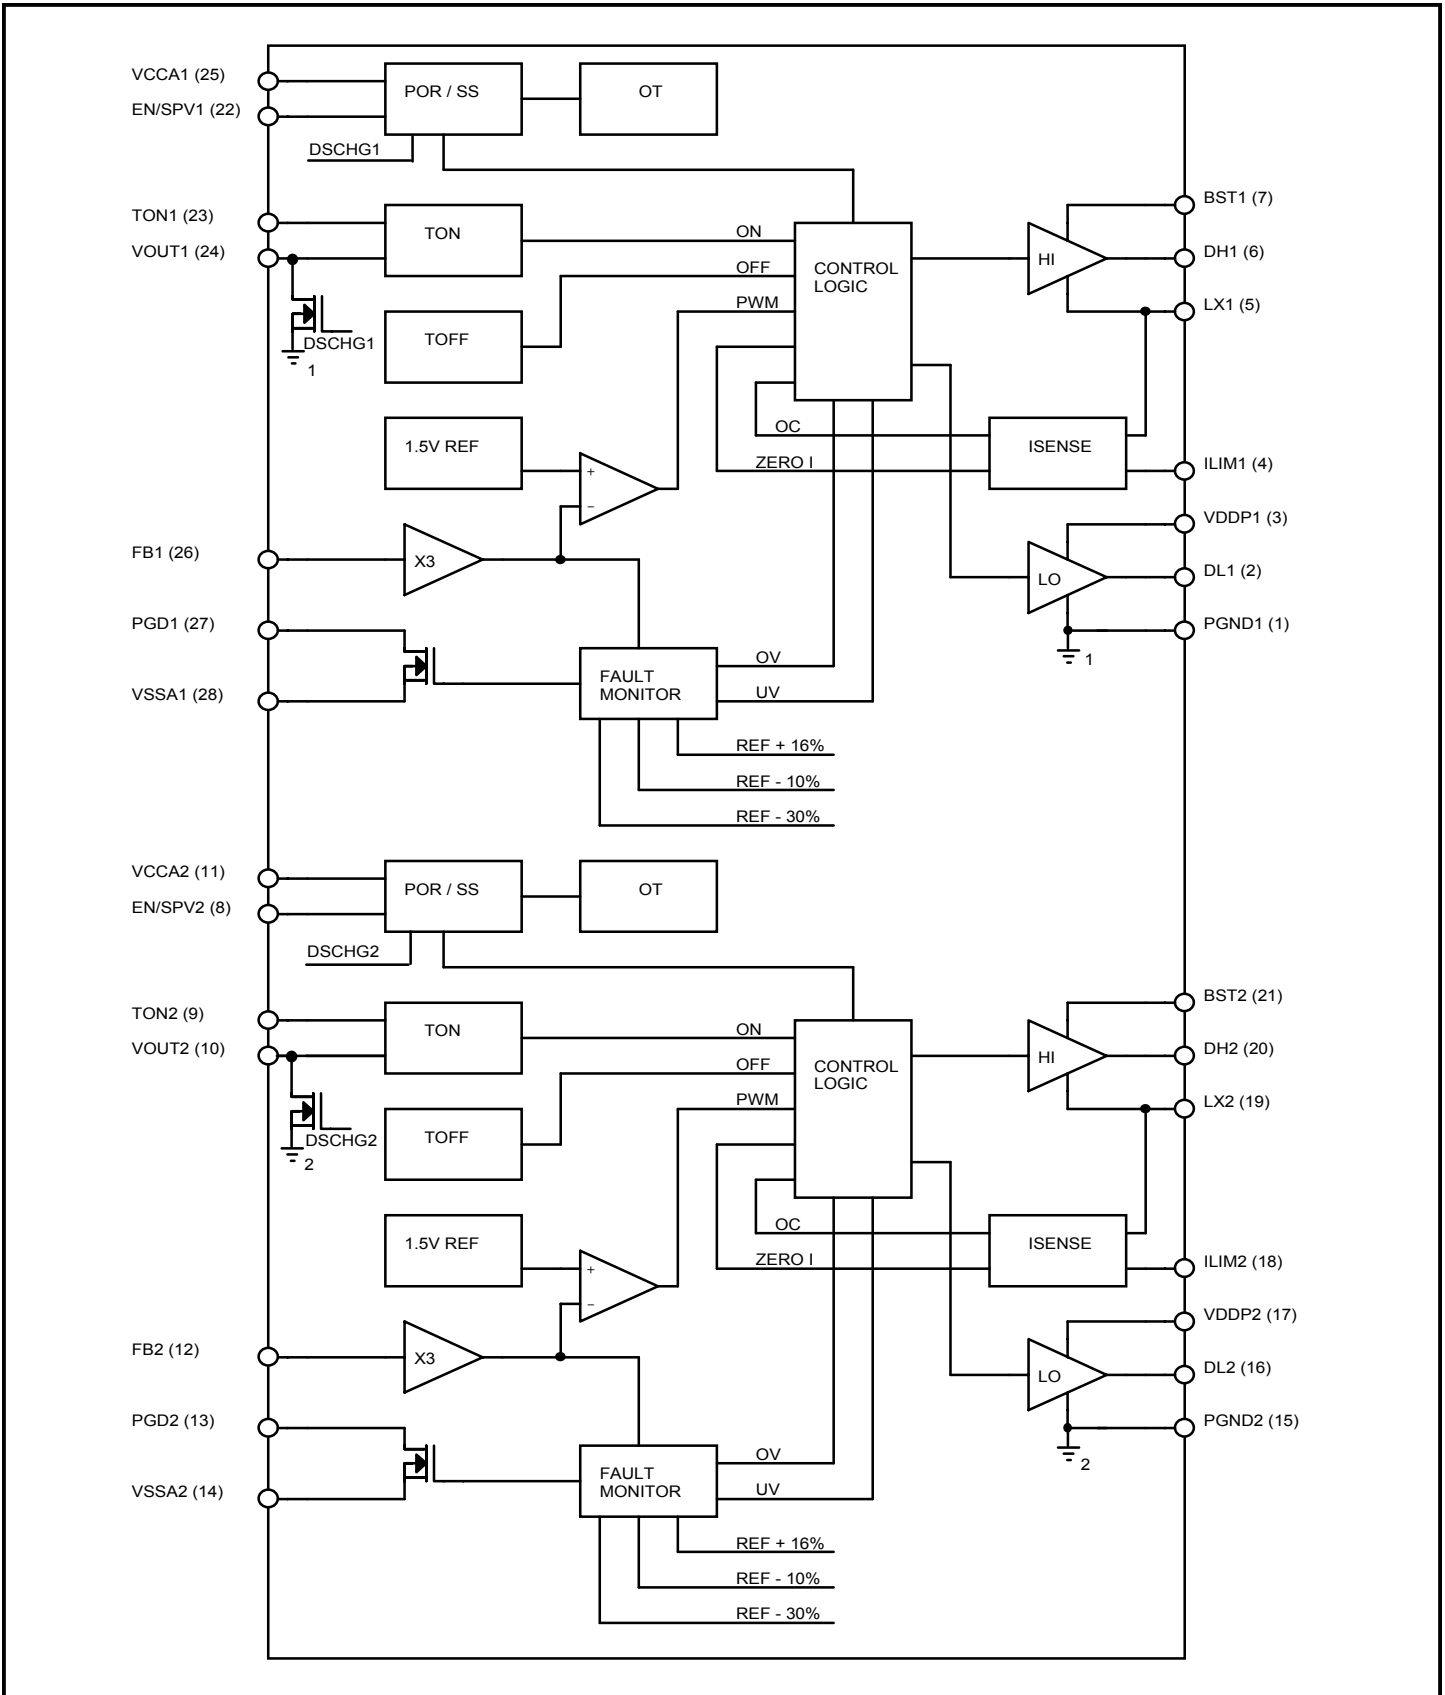 VCCA1 (25)
EN/SPV1 (22)
POR / SS
OT
DSCHG1
TON1 (23)
VOUT1 (24)
TON
ON
OFF
PWM
CONTROL
LOGIC
HI
BST1 (7)
DH1 (6)
LX1 (5)
DSCHG1
1
TOFF
1.5V REF
+
–
OC
ZERO I
ISENSE
ILIM1 (4)
VDDP1 (3)
FB1 (26)
X3
LO
DL1 (2)
PGD1 (27)
PGND1 (1)
1
VSSA1 (28)
FAULT
MONITOR
OV
UV
REF + 16%
REF - 10%
REF - 30%
VCCA2 (11)
EN/SPV2 (8)
POR / SS
OT
DSCHG2
TON2 (9)
VOUT2 (10)
TON
ON
OFF
PWM
CONTROL
LOGIC
HI
BST2 (21)
DH2 (20)
LX2 (19)
DSCHG2
2
TOFF
1.5V REF
+
–
OC
ZERO I
ISENSE
ILIM2 (18)
VDDP2 (17)
FB2 (12)
X3
LO
DL2 (16)
PGD2 (13)
PGND2 (15)
2
VSSA2 (14)
FAULT
MONITOR
OV
UV
REF + 16%
REF - 10%
REF - 30%